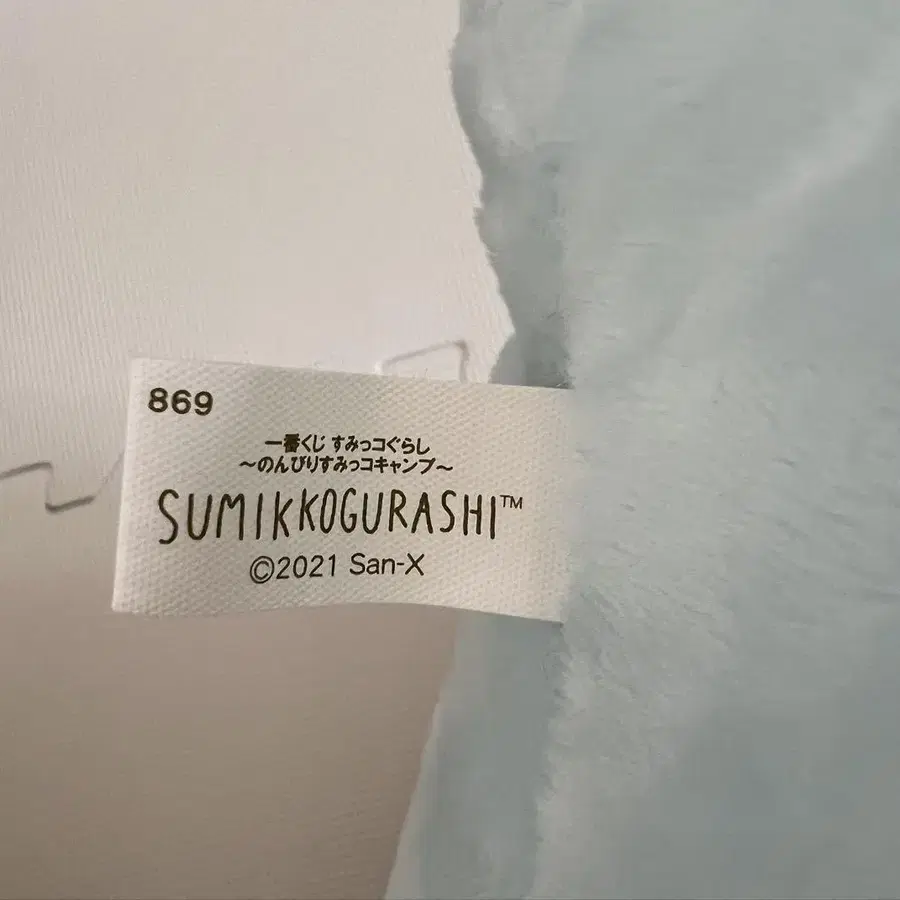 869
一番くじ すみっコぐらし
～のんびりすみっコキャンプ～
SUMIKKOGURASHI™
©2021 San-X